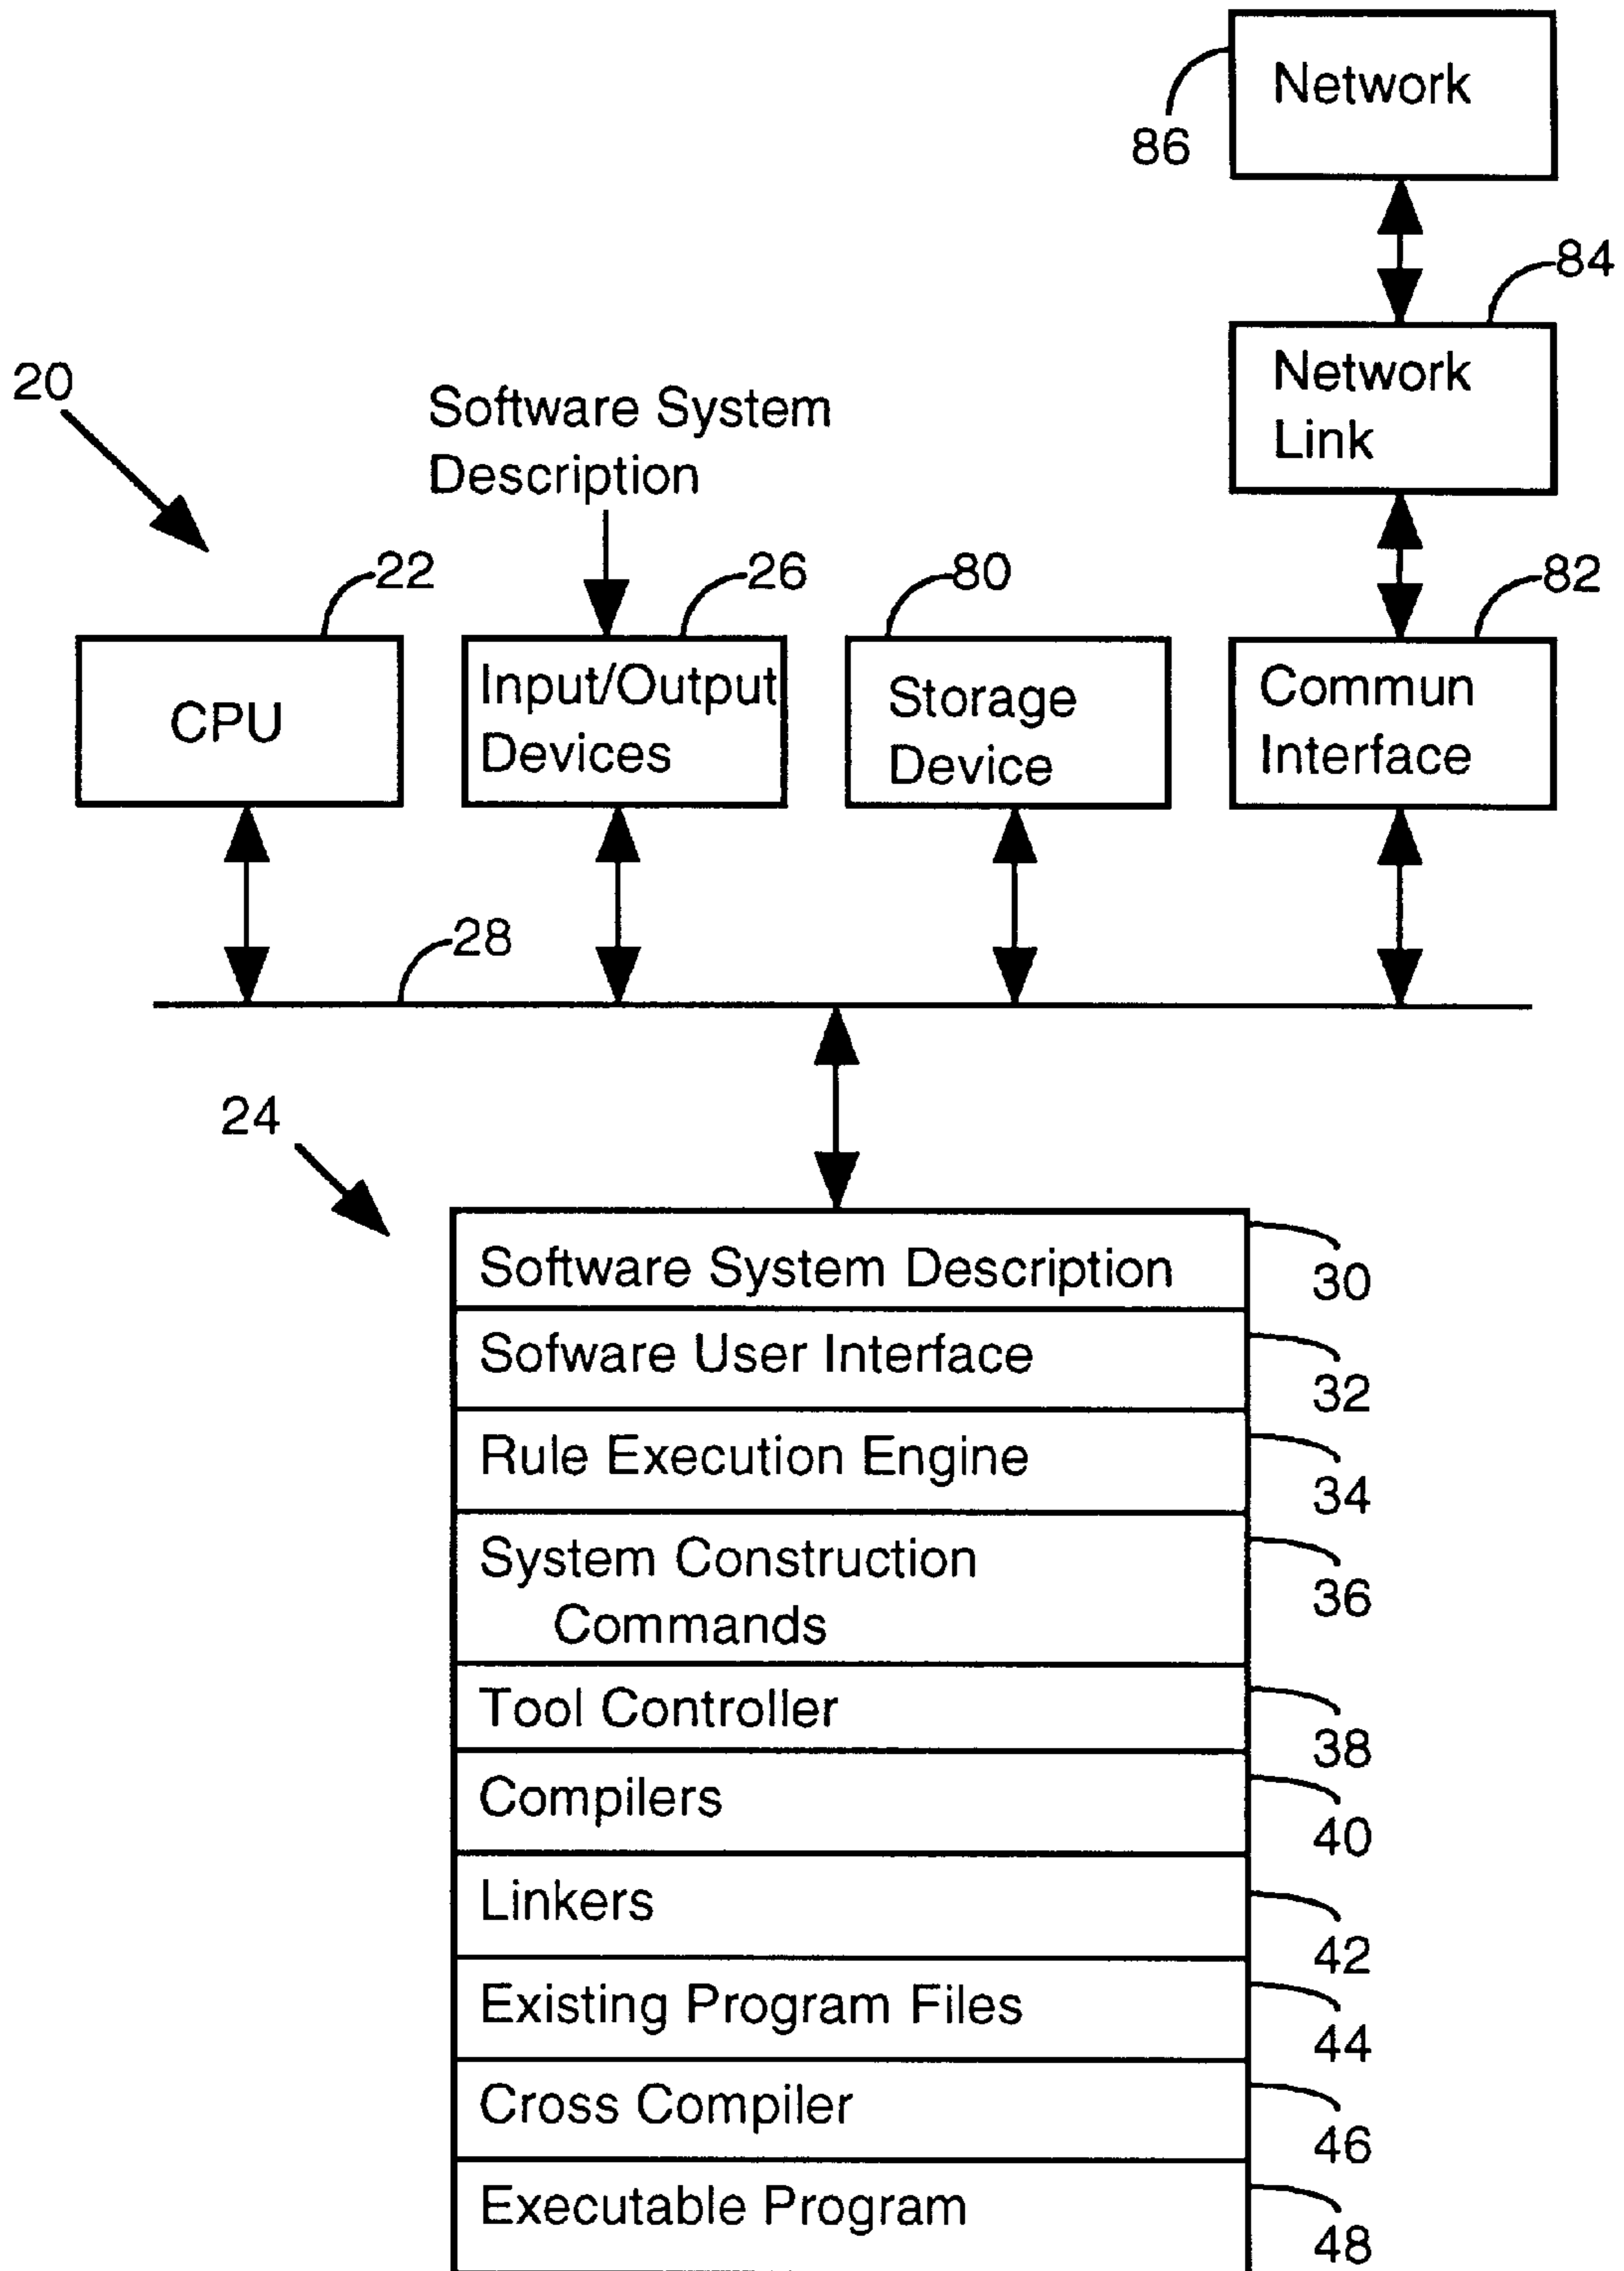 Network
86
84
Network
Link
20
Software System
Description
22
26
80
82
CPU
Input/Output
Devices
Storage
Device
Commun
Interface
28
24
Software System Description
30
Sofware User Interface
32
Rule Execution Engine
34
System Construction
Commands
36
Tool Controller
38
Compilers
40
Linkers
42
Existing Program Files
44
Cross Compiler
46
Executable Program
48